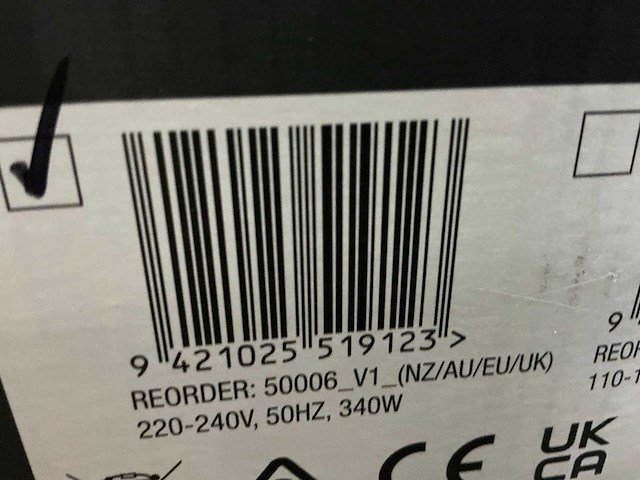 9 421025 519123 >
REORDER: 50006_V1_(NZ/AU/EU/UK)
220-240V, 50HZ, 340W
9
110-1
CE
UK
CA